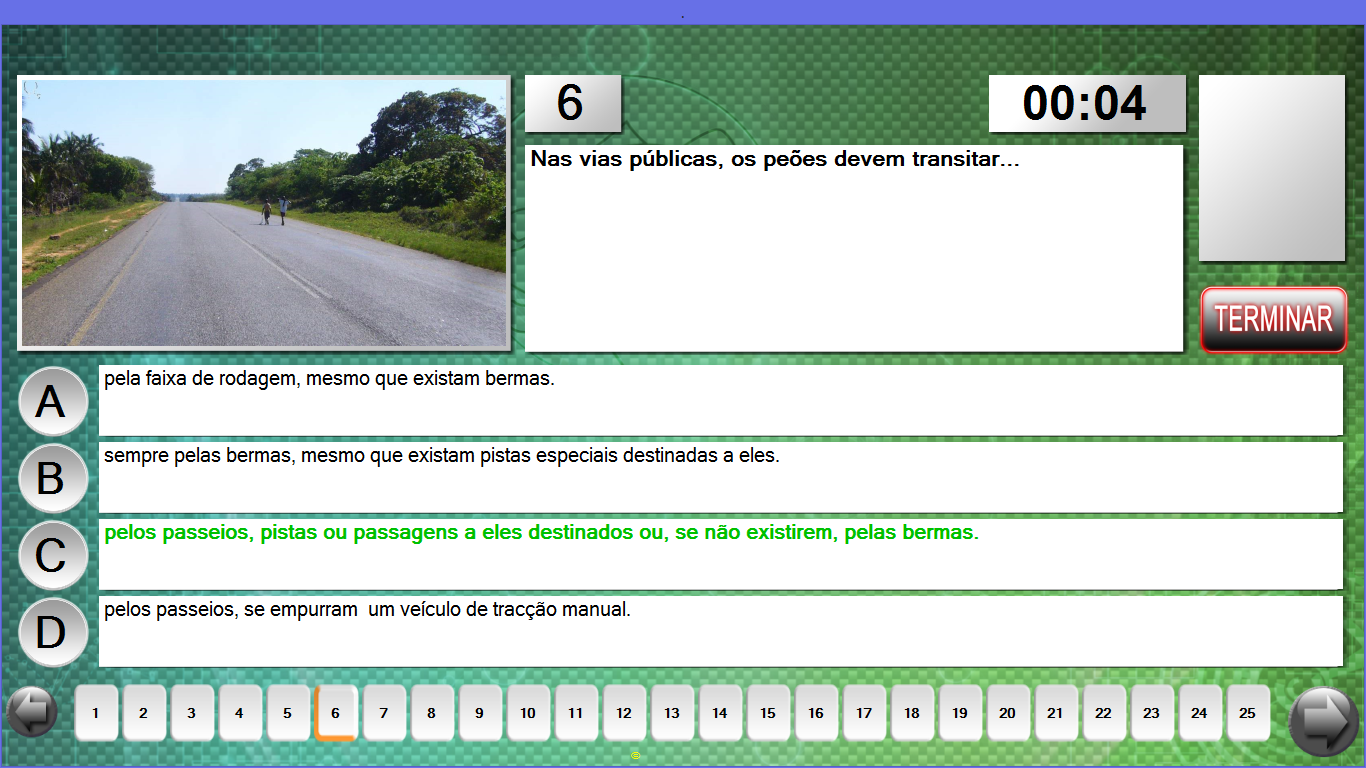 6
00:04
Nas vias públicas, os peões devem transitar...
TERMINAR
A
pela faixa de rodagem, mesmo que existam bermas.
B
sempre pelas bermas, mesmo que existam pistas especiais destinadas a eles.
C
pelos passeios, pistas ou passagens a eles destinados ou, se não existirem, pelas bermas.
D
pelos passeios, se empurram  um veículo de tracção manual.
1 2 3 4 5 6 7 8 9 10 11 12 13 14 15 16 17 18 19 20 21 22 23 24 25
©